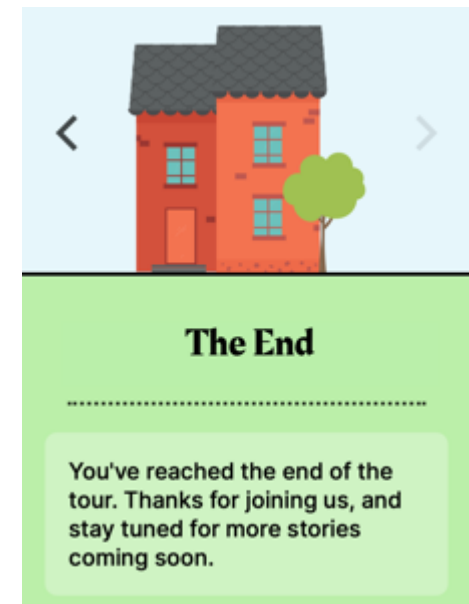 The End
You've reached the end of the
tour. Thanks for joining us, and
stay tuned for more stories
coming soon.